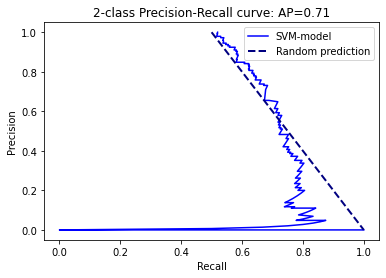 2-class Precision-Recall curve: AP=0.71
SVM-model
Random prediction
1.0
0.8
0.6
0.4
0.2
0.0
Precision
0.0 0.2 0.4 0.6 0.8 1.0
Recall